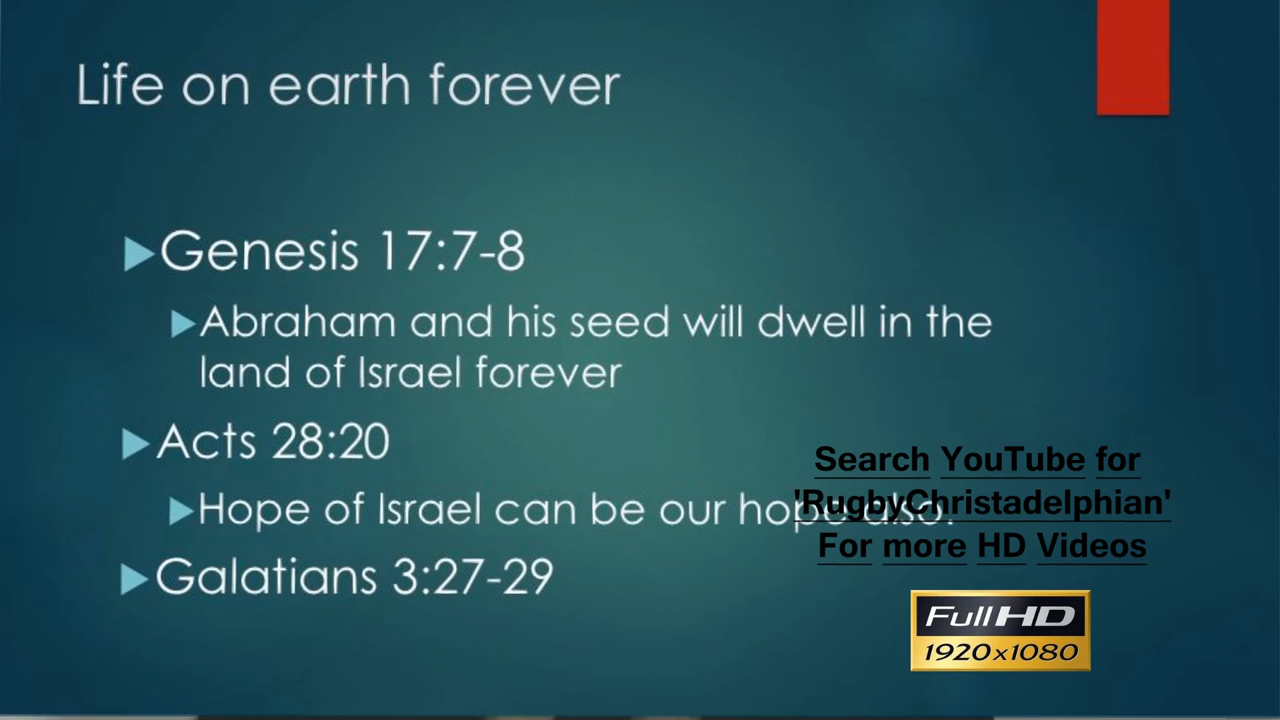 Life on earth forever
Genesis 17:7-8
Abraham and his seed will dwell in the
land of Israel forever
Acts 28:20
Hope of Israel can be our hope also.
Galatians 3:27-29
Search YouTube for
'RugbyChristadelphian'
For more HD Videos
Full HD
1920x1080